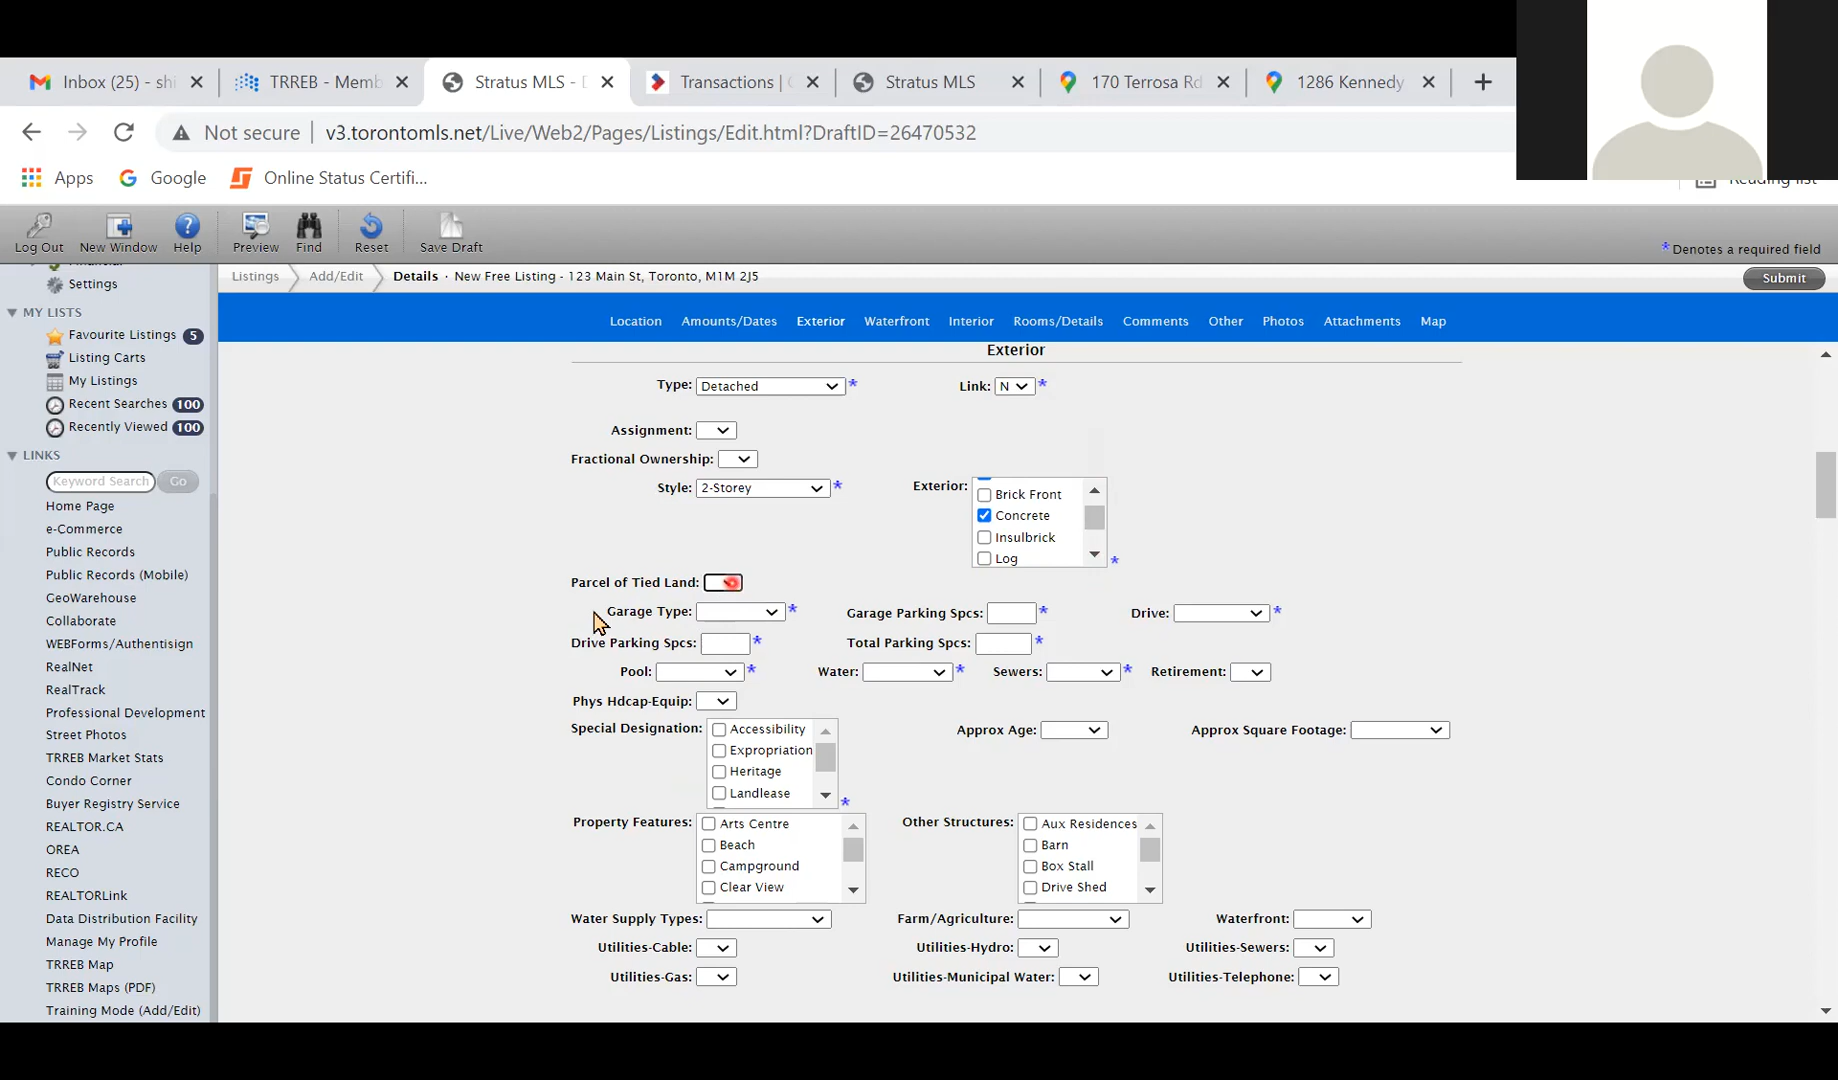 Inbox (25) - shi
TRREB - Memb
Stratus MLS - D
Transactions |
Stratus MLS
170 Terrosa Rd
1286 Kennedy
Not secure
v3.torontomls.net/Live/Web2/Pages/Listings/Edit.html?DraftID=26470532
Apps
Google
Online Status Certifi...
Reading list
Log Out
New Window
Help
Preview
Find
Reset
Save Draft
* Denotes a required field
Settings
Listings
Add/Edit
Details · New Free Listing - 123 Main St, Toronto, M1M 2J5
Submit
MY LISTS
Favourite Listings 5
Listing Carts
My Listings
Recent Searches 100
Recently Viewed 100
LINKS
Keyword Search Go
Home Page
e-Commerce
Public Records
Public Records (Mobile)
GeoWarehouse
Collaborate
WEBForms/Authentisign
RealNet
RealTrack
Professional Development
Street Photos
TRREB Market Stats
Condo Corner
Buyer Registry Service
REALTOR.CA
OREA
RECO
REALTORLink
Data Distribution Facility
Manage My Profile
TRREB Map
TRREB Maps (PDF)
Training Mode (Add/Edit)
Location Amounts/Dates Exterior Waterfront Interior Rooms/Details Comments Other Photos Attachments Map
Exterior
Type: Detached * Link: N *
Assignment:
Fractional Ownership:
Style: 2-Storey * Exterior:
Brick Front
Concrete
Insulbrick
Log
*
Parcel of Tied Land:
Garage Type: * Garage Parking Spcs: * Drive: *
Drive Parking Spcs: * Total Parking Spcs: *
Pool: * Water: * Sewers: * Retirement:
Phys Hdcap-Equip:
Special Designation: Accessibility Approx Age: Approx Square Footage:
Expropriation
Heritage
Landlease
*
Property Features: Arts Centre Other Structures: Aux Residences
Beach Barn
Campground Box Stall
Clear View Drive Shed
Water Supply Types: Farm/Agriculture: Waterfront:
Utilities-Cable: Utilities-Hydro: Utilities-Sewers:
Utilities-Gas: Utilities-Municipal Water: Utilities-Telephone: